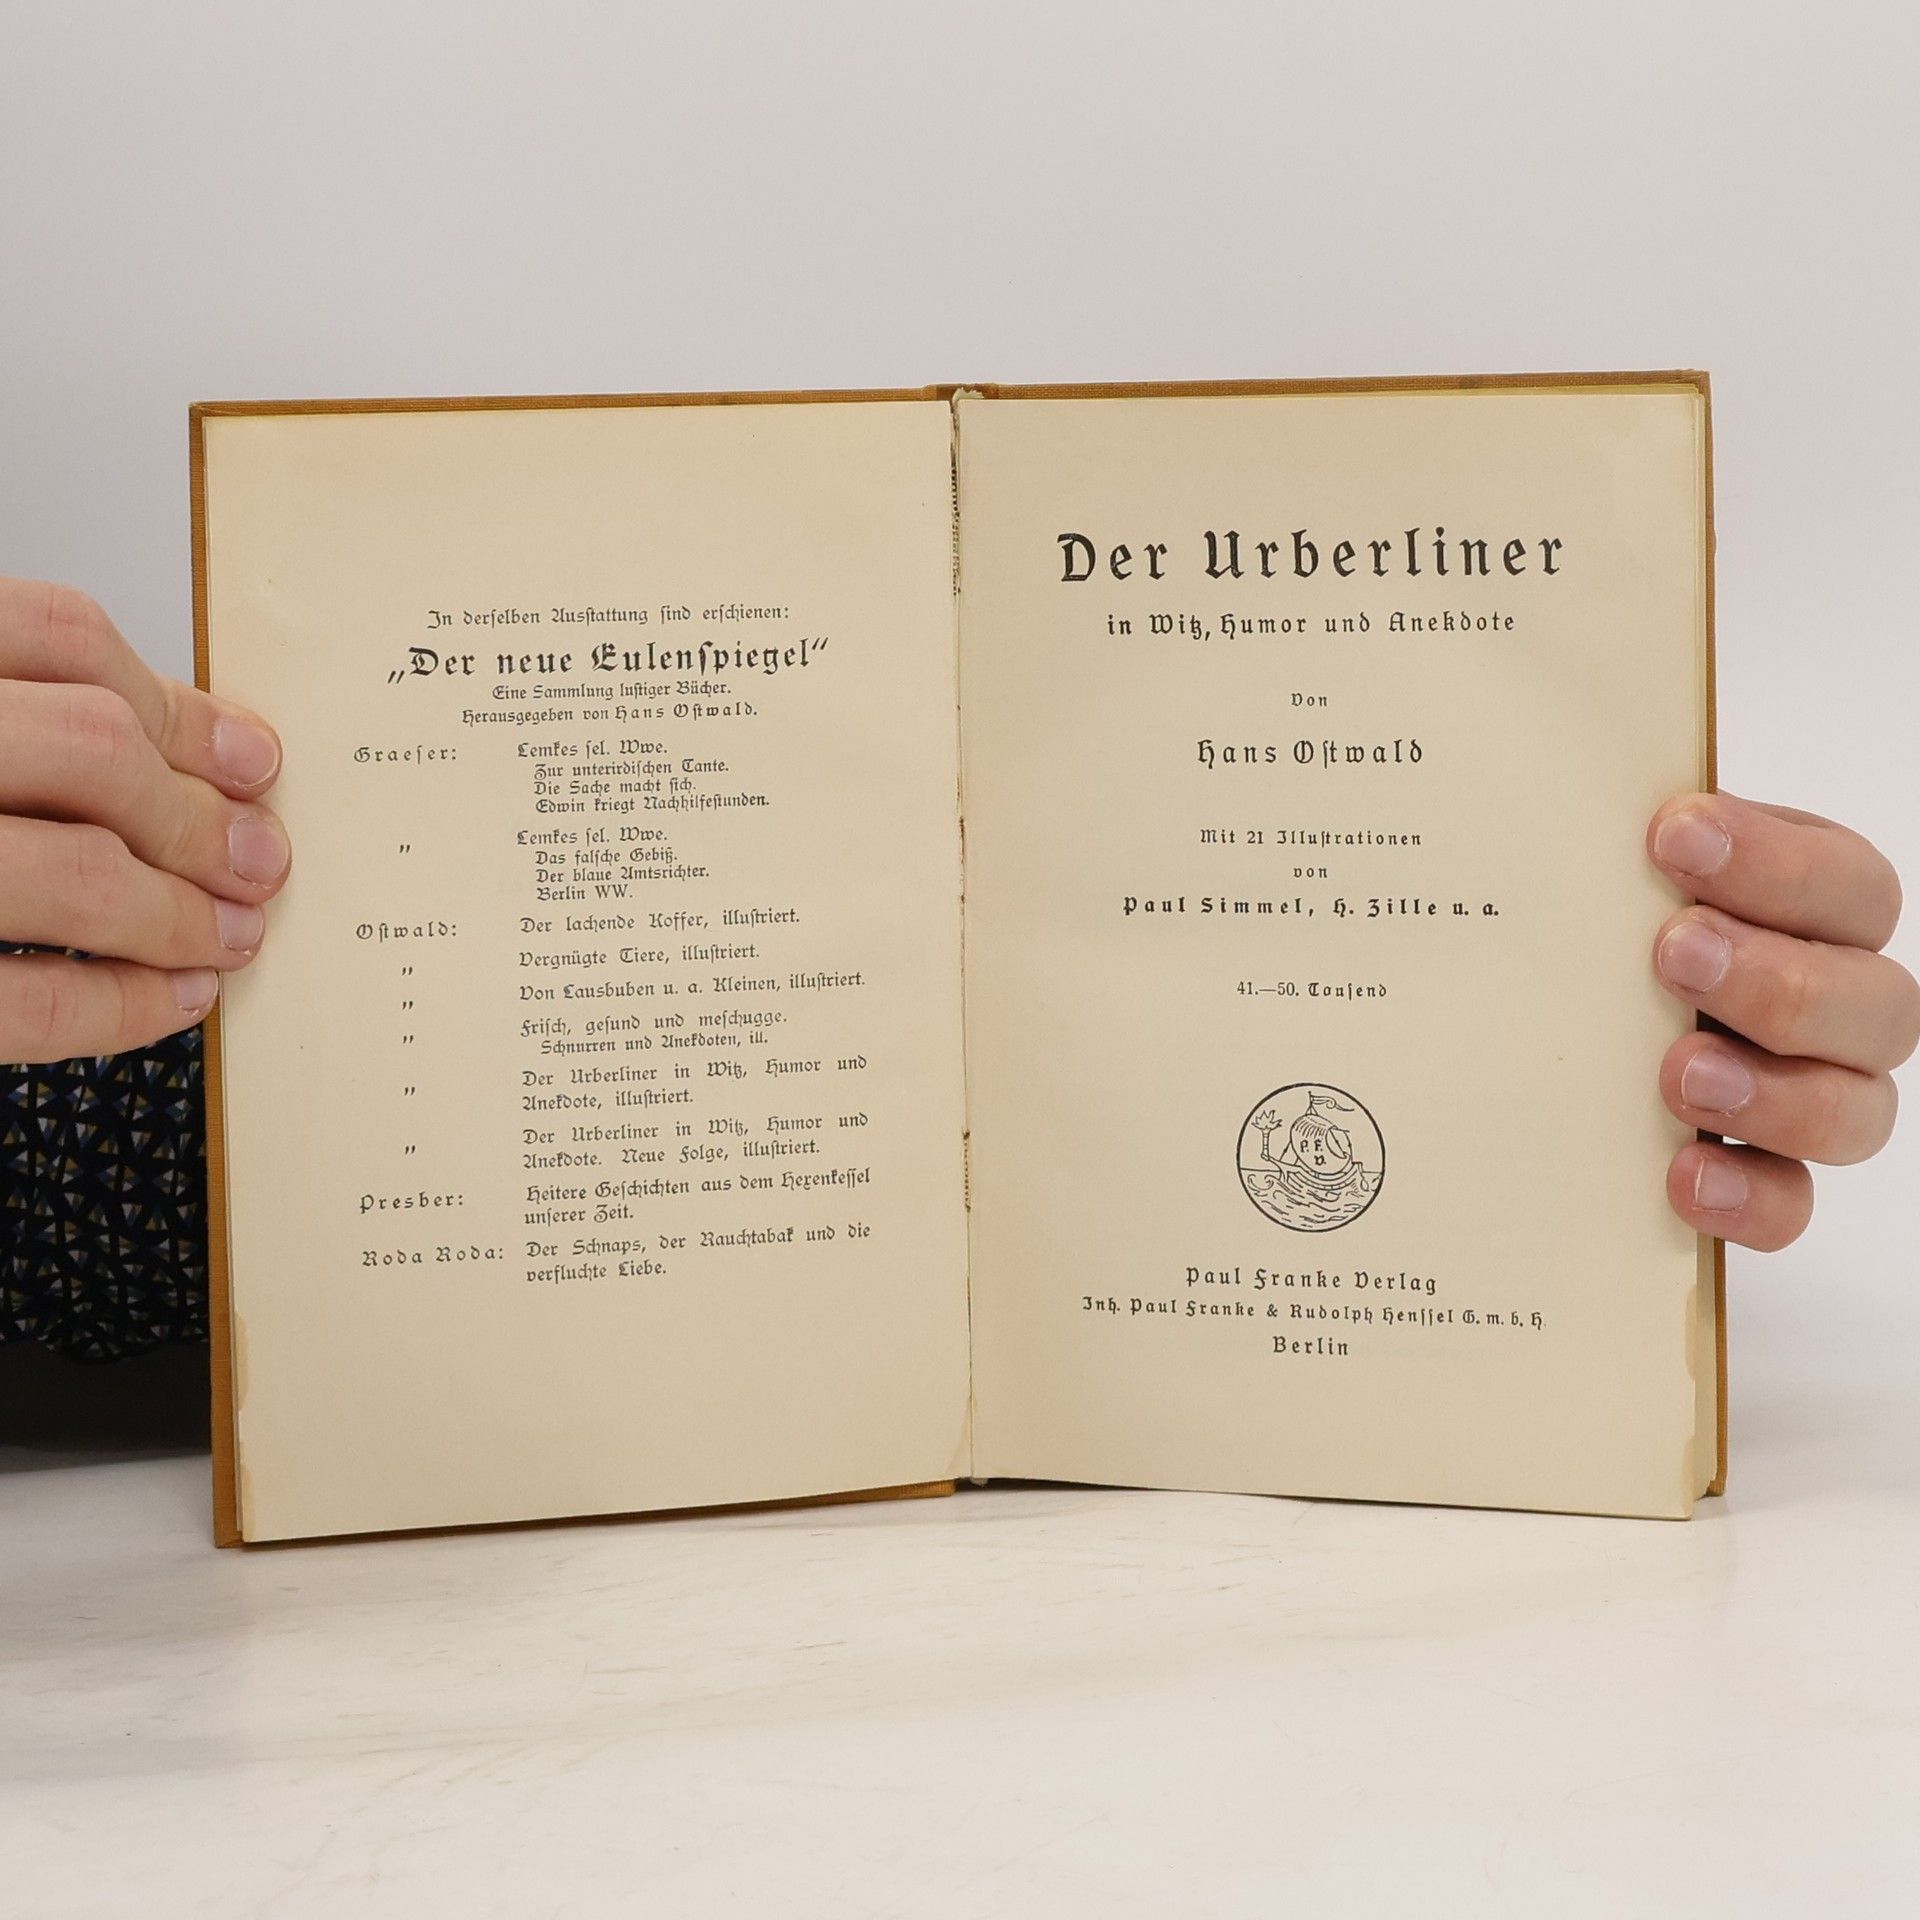 In derselben Ausstattung sind erschienen:
„Der neue Eulenspiegel“
Eine Sammlung lustiger Bücher.
Herausgegeben von Hans Ostwald.
Graeser: Lemkes sel. Wwe.
Zur unterirdischen Tante.
Die Sache macht sich.
Edwin kriegt Nachhilfestunden.
„ Lemkes sel. Wwe.
Das falsche Gebiß.
Der blaue Amtsrichter.
Berlin WW.
Ostwald: Der lachende Koffer, illustriert.
„ Vergnügte Tiere, illustriert.
„ Von Lausbuben u. a. Kleinen, illustriert.
„ Frisch, gesund und meschugge.
Schnurren und Anekdoten, ill.
„ Der Urberliner in Witz, Humor und
Anekdote, illustriert.
„ Der Urberliner in Witz, Humor und
Anekdote. Neue Folge, illustriert.
Presber: Heitere Geschichten aus dem Hexenkessel
unserer Zeit.
Roda Roda: Der Schnaps, der Rauchtabak und die
verfluchte Liebe.
Der Urberliner
in Witz, Humor und Anekdote
Von
Hans Ostwald
Mit 21 Illustrationen
von
Paul Simmel, H. Zille u. a.
41.—50. Tausend
P. F.
V.
Paul Franke Verlag
Inh. Paul Franke & Rudolph Henssel G. m. b. H.
Berlin